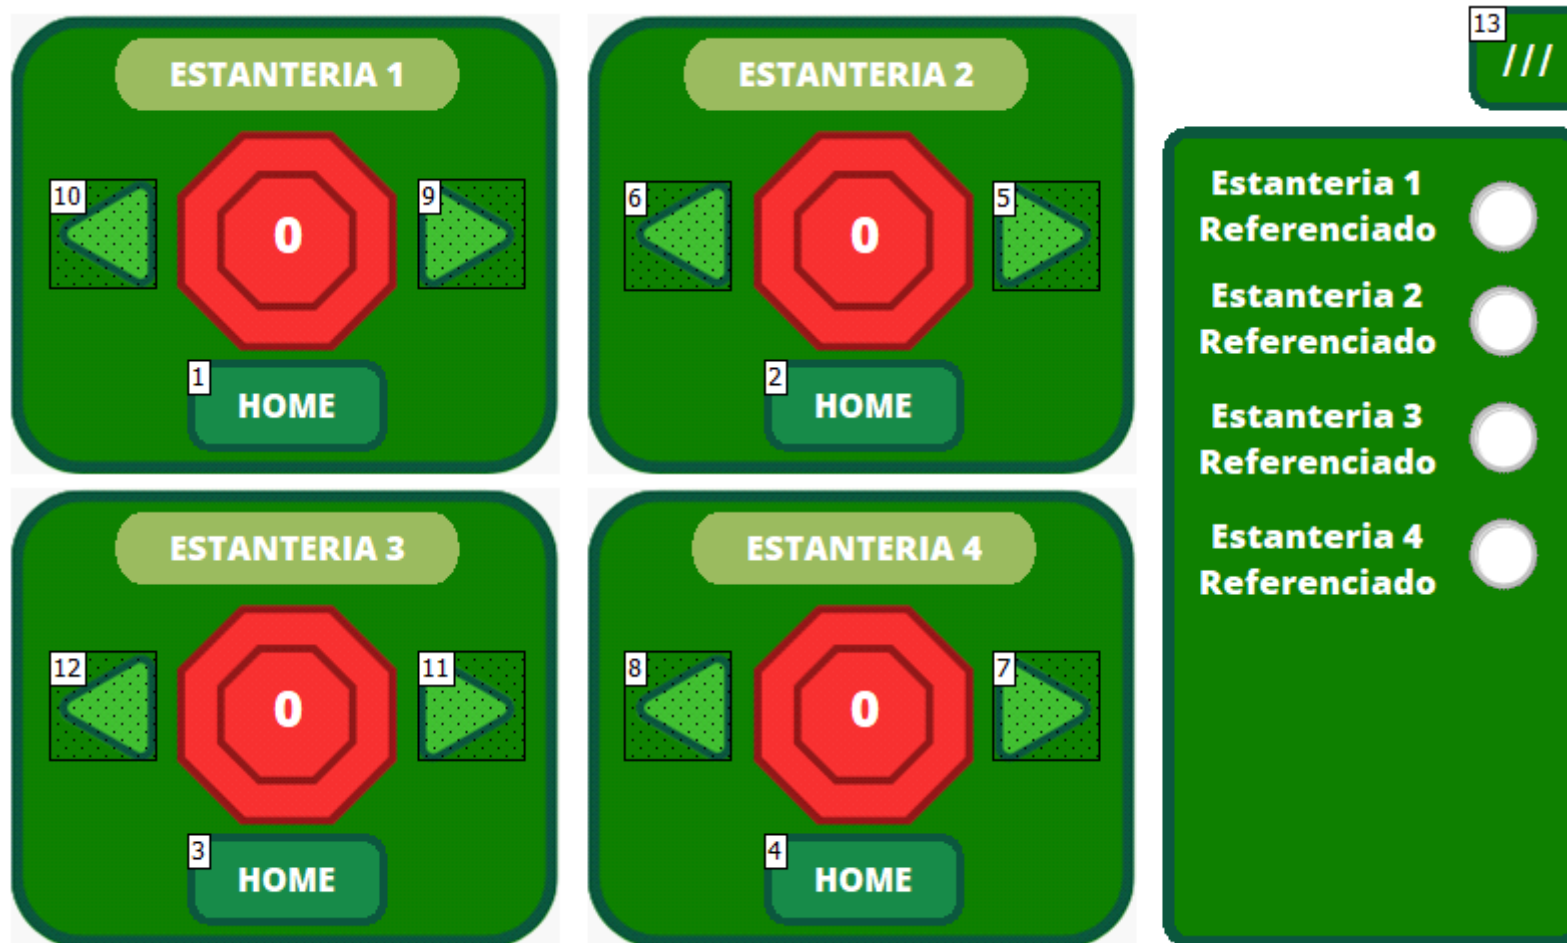 ESTANTERIA 1
10
0
9
1
HOME
ESTANTERIA 2
6
0
5
2
HOME
ESTANTERIA 3
12
0
11
3
HOME
ESTANTERIA 4
8
0
7
4
HOME
13
///
Estanteria 1
Referenciado
Estanteria 2
Referenciado
Estanteria 3
Referenciado
Estanteria 4
Referenciado